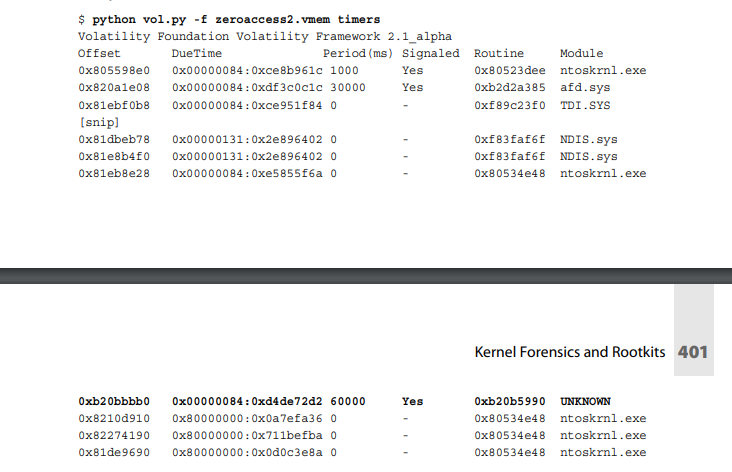 $ python vol.py -f zeroaccess2.vmem timers
Volatility Foundation Volatility Framework 2.1_alpha
Offset DueTime Period(ms) Signaled Routine Module
0x805598e0 0x00000084:0xce8b961c 1000 Yes 0x80523dee ntoskrnl.exe
0x820a1e08 0x00000084:0xdf3c0c1c 30000 Yes 0xb2d2a385 afd.sys
0x81ebf0b8 0x00000084:0xce951f84 0 - 0xf89c23f0 TDI.SYS
[snip]
0x81dbeb78 0x00000131:0x2e896402 0 - 0xf83faf6f NDIS.sys
0x81e8b4f0 0x00000131:0x2e896402 0 - 0xf83faf6f NDIS.sys
0x81eb8e28 0x00000084:0xe5855f6a 0 - 0x80534e48 ntoskrnl.exe
Kernel Forensics and Rootkits 401
0xb20bbbb0 0x00000084:0xd4de72d2 60000 Yes 0xb20b5990 UNKNOWN
0x8210d910 0x80000000:0x0a7efa36 0 - 0x80534e48 ntoskrnl.exe
0x82274190 0x80000000:0x711befba 0 - 0x80534e48 ntoskrnl.exe
0x81de9690 0x80000000:0x0d0c3e8a 0 - 0x80534e48 ntoskrnl.exe